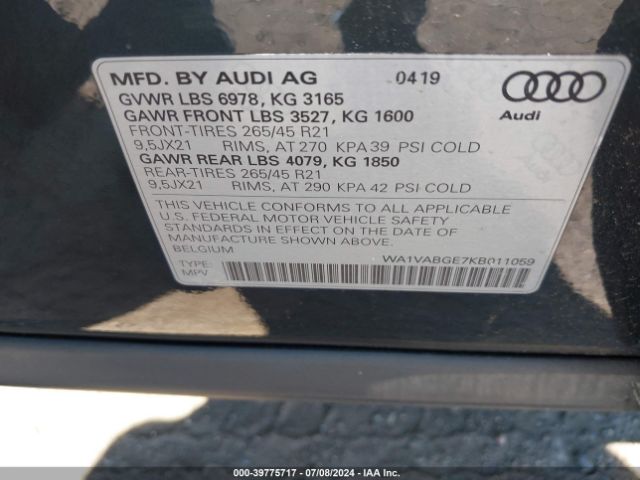 MFD. BY AUDI AG 0419
GVWR LBS 6978, KG 3165
GAWR FRONT LBS 3527, KG 1600
FRONT-TIRES 265/45 R21
9,5JX21 RIMS, AT 270 KPA 39 PSI COLD
GAWR REAR LBS 4079, KG 1850
REAR-TIRES 265/45 R21
9,5JX21 RIMS, AT 290 KPA 42 PSI COLD
Audi
THIS VEHICLE CONFORMS TO ALL APPLICABLE
U.S. FEDERAL MOTOR VEHICLE SAFETY
STANDARDS IN EFFECT ON THE DATE OF
MANUFACTURE SHOWN ABOVE.
BELGIUM
TYPE: WA1VABGE7KB011059
MPV
000-39775717 - 07/08/2024 - IAA Inc.